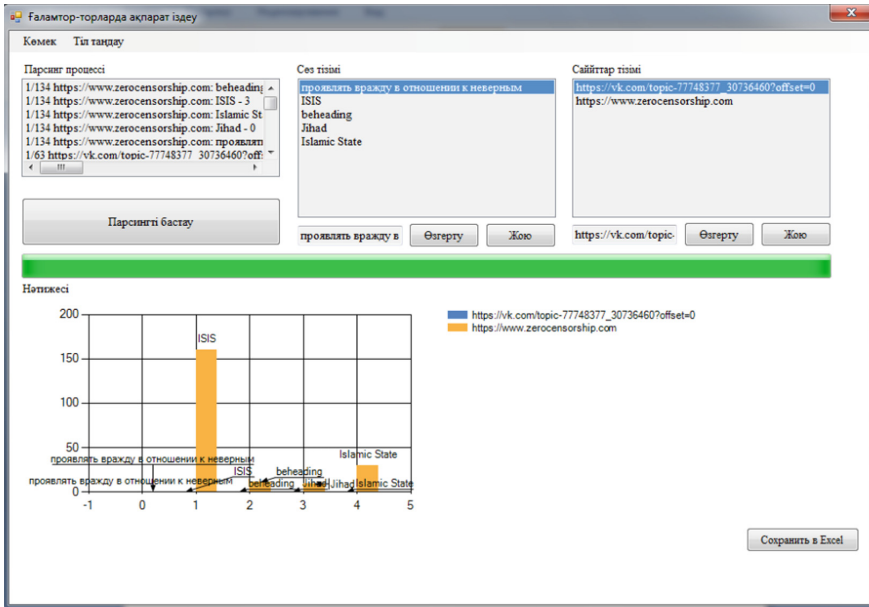 Ғаламтор-торларда ақпарат іздеу
Көмек Тіл таңдау
Парсинг процессі
1/134 https://www.zerocensorship.com: beheading
1/134 https://www.zerocensorship.com: ISIS - 3
1/134 https://www.zerocensorship.com: Islamic St
1/134 https://www.zerocensorship.com: Jihad - 0
1/134 https://www.zerocensorship.com: проявлят
1/63 https://vk.com/topic-77748377_30736460?off:
Парсингті бастау
Сөз тізімі
проявлять вражду в отношении к неверным
ISIS
beheading
Jihad
Islamic State
проявлять вражду в Өзгерту Жою
Саййттар тізімі
https://vk.com/topic-77748377_30736460?offset=0
https://www.zerocensorship.com
https://vk.com/topic- Өзгерту Жою
Нәтижесі
200
150
100
50
0
-1 0 1 2 3 4 5
ISIS
Islamic State
проявлять вражду в отношении к неверным
ISIS
beheading
проявлять вражду в отношении к неверным
beheading
Jihad
Jihad
Islamic State
https://vk.com/topic-77748377_30736460?offset=0
https://www.zerocensorship.com
Сохранить в Excel